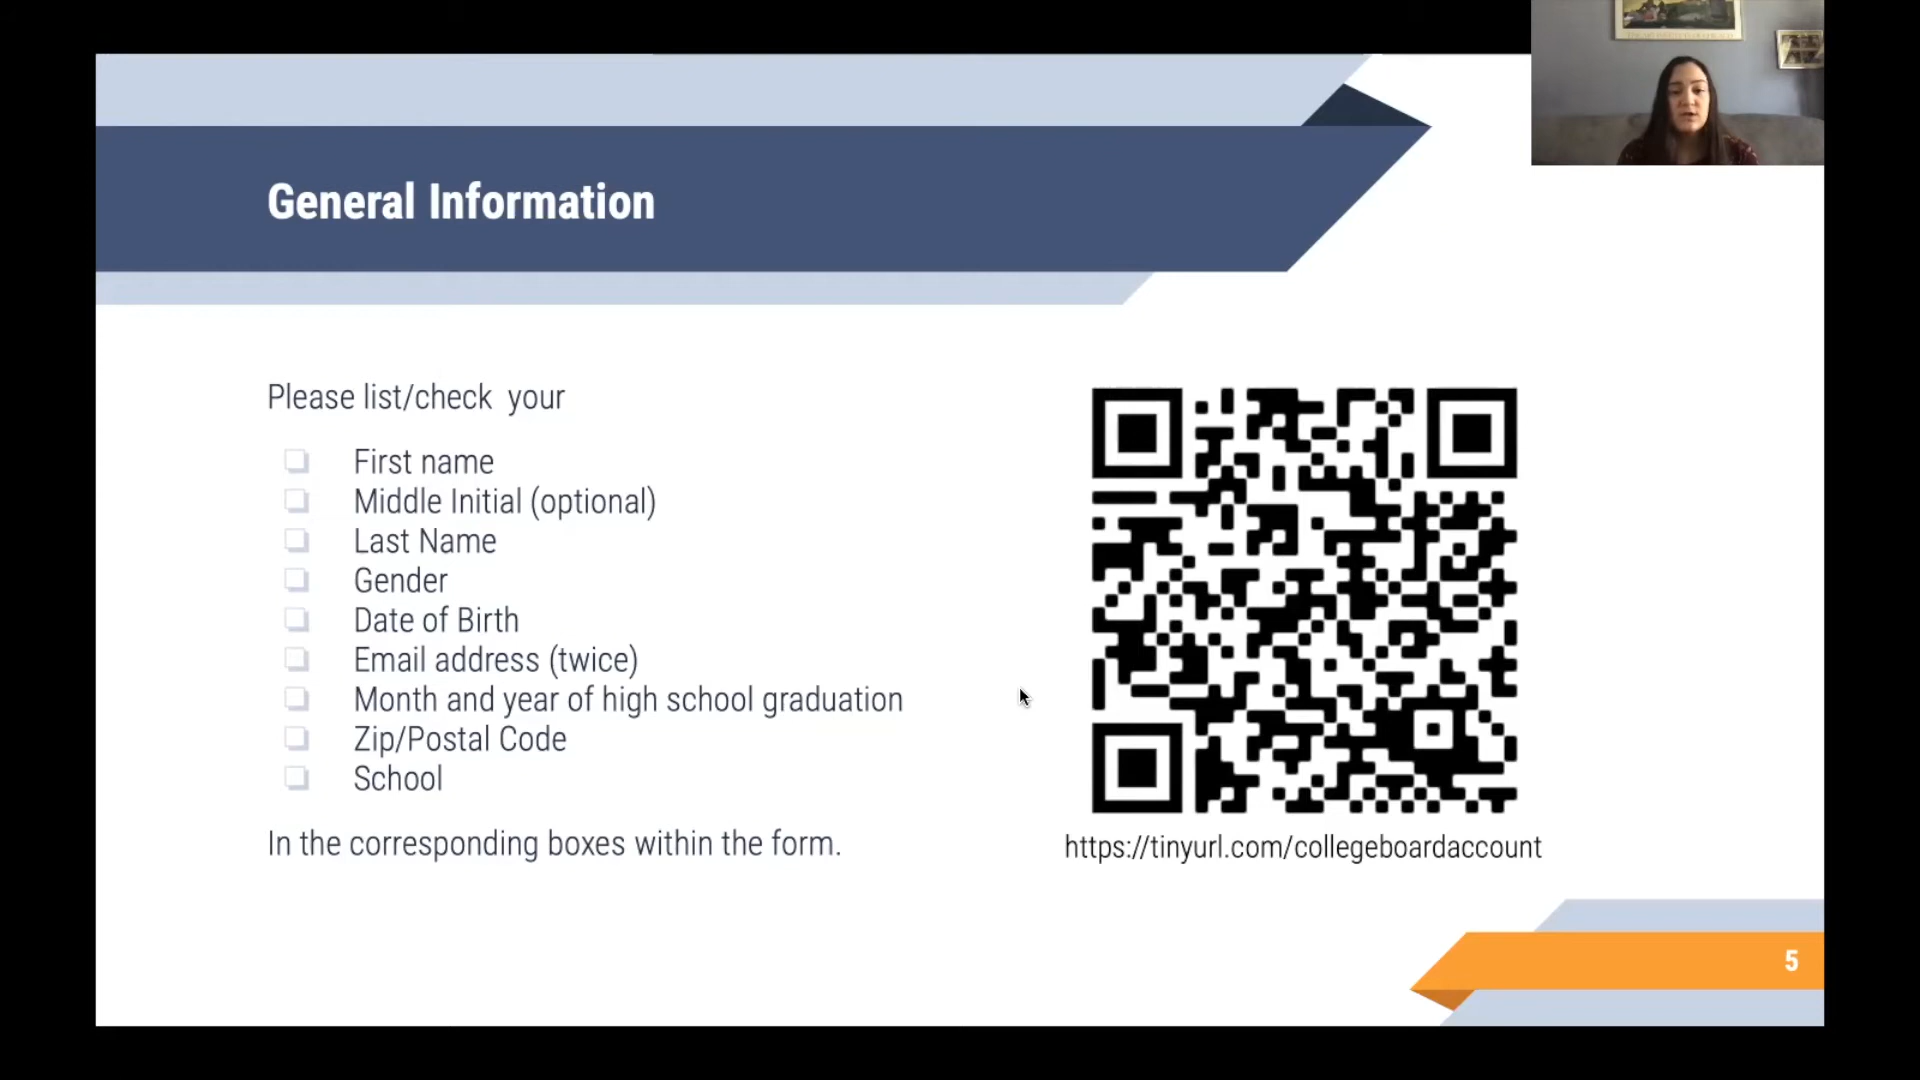 General Information
Please list/check your
First name
Middle Initial (optional)
Last Name
Gender
Date of Birth
Email address (twice)
Month and year of high school graduation
Zip/Postal Code
School
In the corresponding boxes within the form.
https://tinyurl.com/collegeboardaccount
5